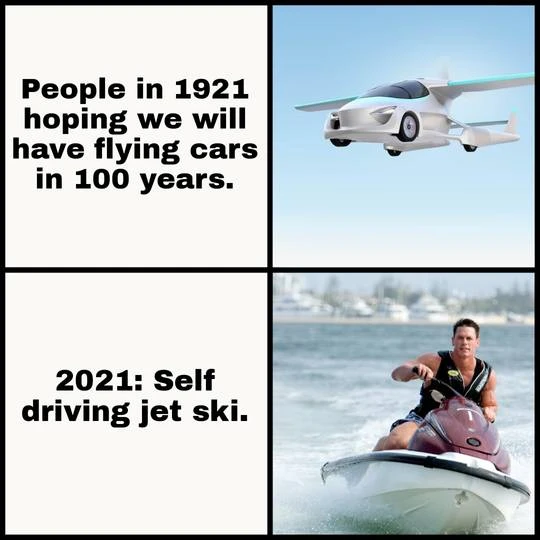 People in 1921
hoping we will
have flying cars
in 100 years.
2021: Self
driving jet ski.